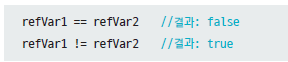 refVar1 == refVar2 //결과: false
refVar1 != refVar2 //결과: true